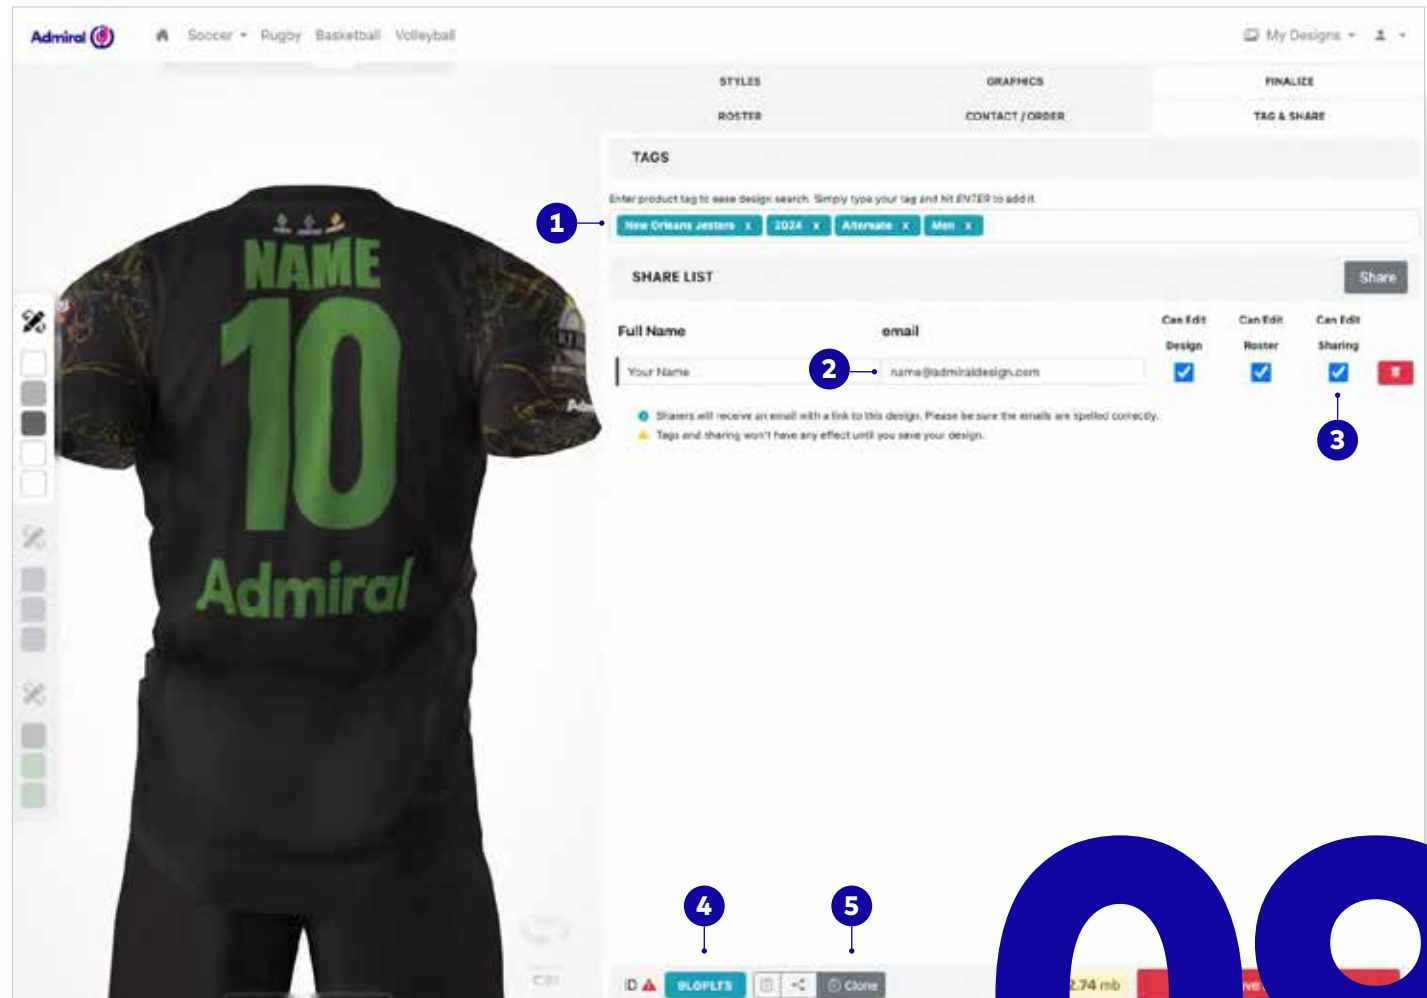 Admiral
Soccer Rugby Basketball Volleyball
My Designs
STYLES GRAPHICS FINALIZE
ROSTER CONTACT / ORDER TAG & SHARE
TAGS
Enter product tag to ease design search. Simply type your tag and hit ENTER to add it.
1
New Orleans Jesters x 2024 x Alternate x Men x
SHARE LIST
Share
Full Name email Can Edit Design Can Edit Roster Can Edit Sharing
Your Name 2 name@admiraldesign.com
Sharers will receive an email with a link to this design. Please be sure the emails are spelled correctly.
Tags and sharing won't have any effect until you save your design.
3
NAME
10
Admiral
4 5
ID Clone 2.74 mb